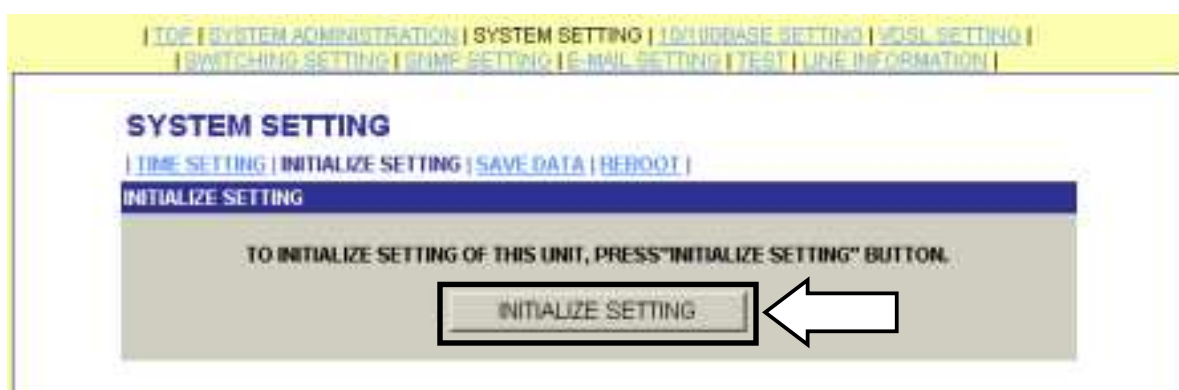 | TOP | SYSTEM ADMINISTRATION | SYSTEM SETTING | 10/100BASE SETTING | VDSL SETTING |
| SWITCHING SETTING | SNMP SETTING | E-MAIL SETTING | TEST | LINE INFORMATION |
SYSTEM SETTING
| TIME SETTING | INITIALIZE SETTING | SAVE DATA | REBOOT |
INITIALIZE SETTING
TO INITIALIZE SETTING OF THIS UNIT, PRESS"INITIALIZE SETTING" BUTTON.
INITIALIZE SETTING